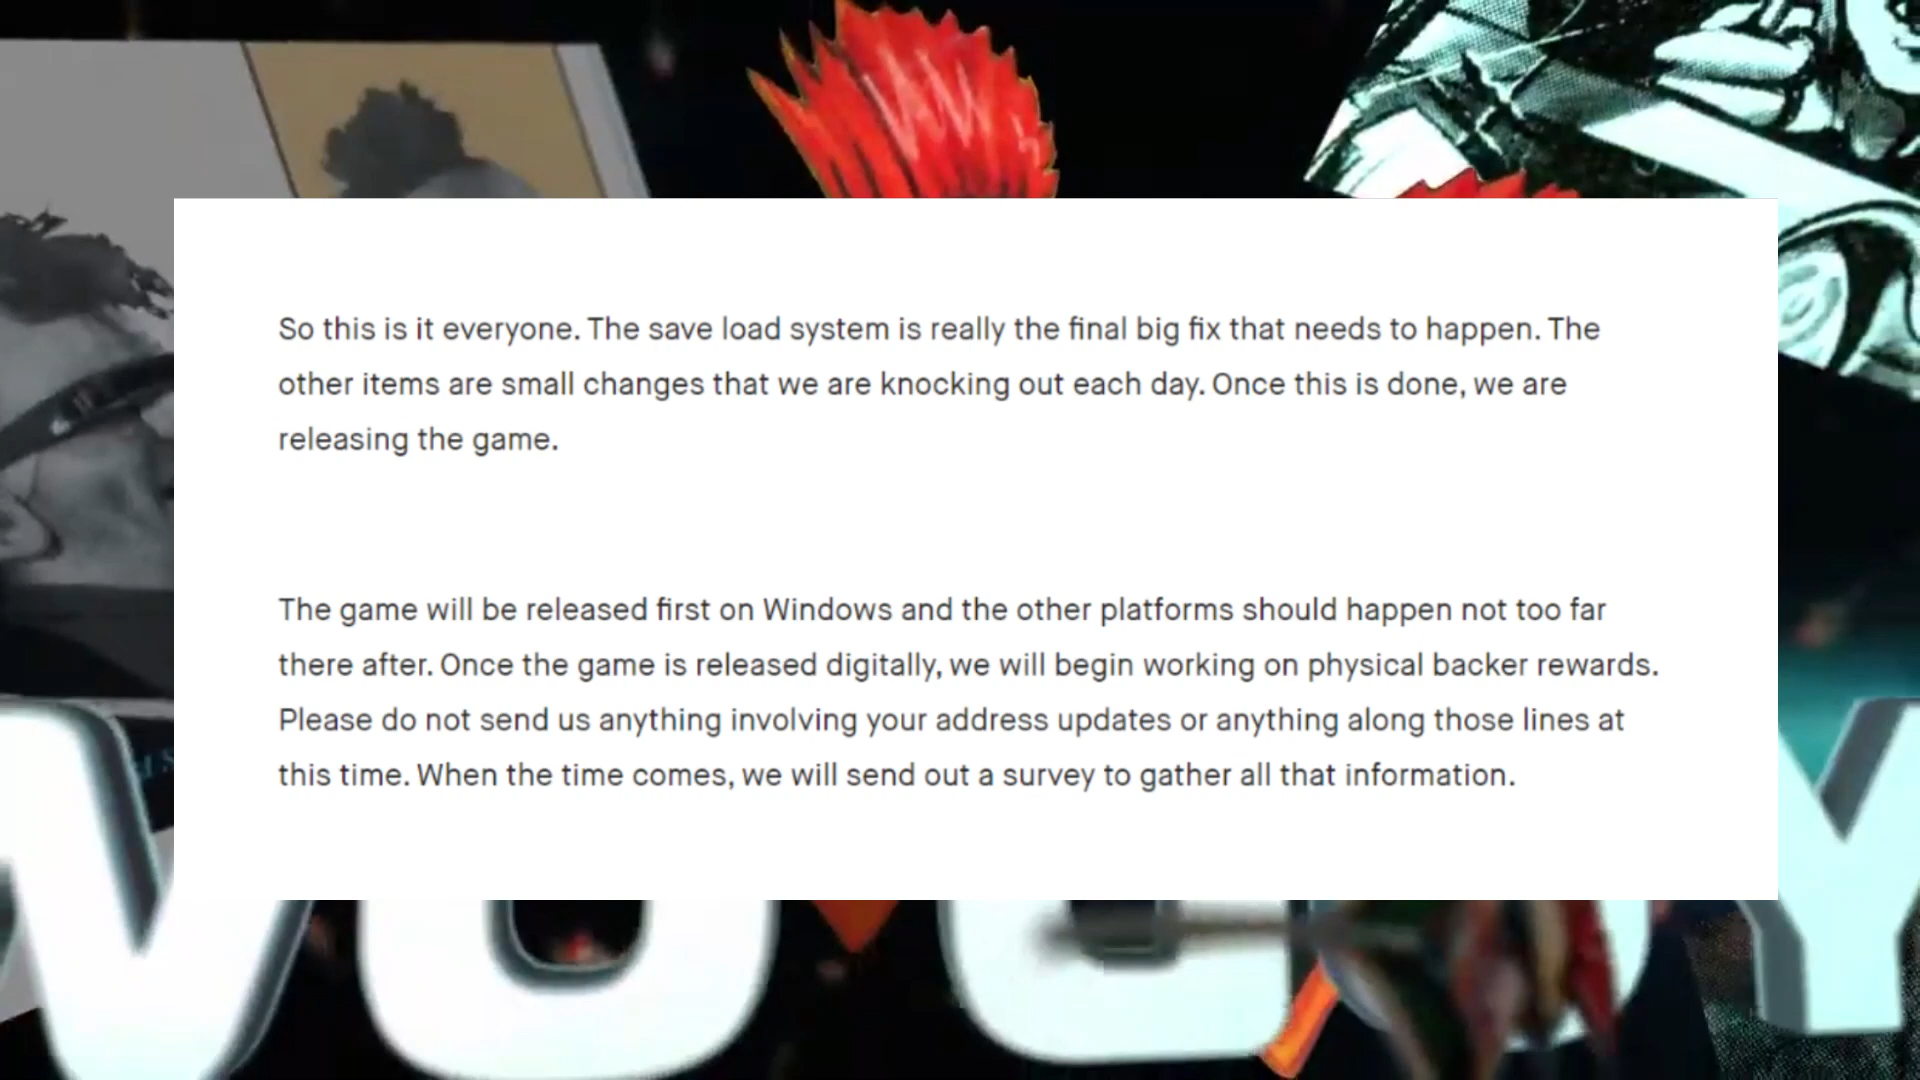 So this is it everyone. The save load system is really the final big fix that needs to happen. The
other items are small changes that we are knocking out each day. Once this is done, we are
releasing the game.
The game will be released first on Windows and the other platforms should happen not too far
there after. Once the game is released digitally, we will begin working on physical backer rewards.
Please do not send us anything involving your address updates or anything along those lines at
this time. When the time comes, we will send out a survey to gather all that information.